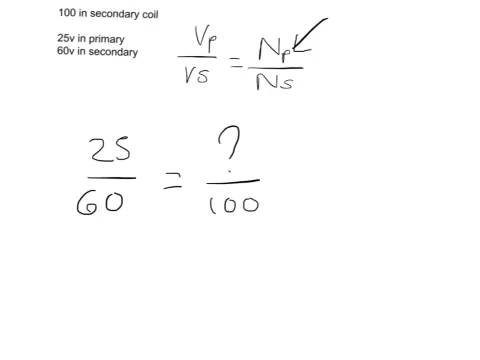 100 in secondary coil
25v in primary
60v in secondary
Vp/Vs = Np/Ns
25/60 = ?/100